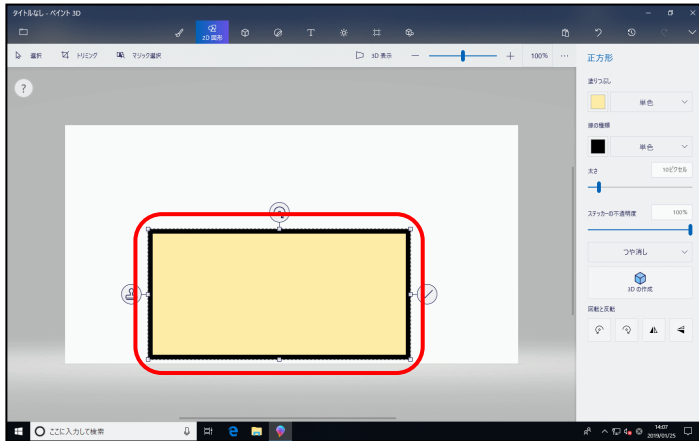 タイトルなし - ペイント 3D
2D 図形
選択
トリミング
マジック選択
3D 表示
100%
正方形
?
塗りつぶし
単色
線の種類
単色
太さ
10ピクセル
ステッカーの不透明度
100%
つや消し
3D の作成
回転と反転
ここに入力して検索
14:07
2019/01/25